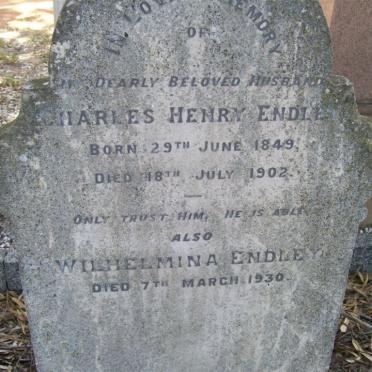 IN LOVING MEMORY
OF
MY DEARLY BELOVED HUSBAND
CHARLES HENRY ENDLEY
BORN 29TH JUNE 1849.
DIED 18TH JULY 1902.
ONLY TRUST HIM, HE IS ABLE.
ALSO
WILHELMINA ENDLEY
DIED 7TH MARCH 1930.